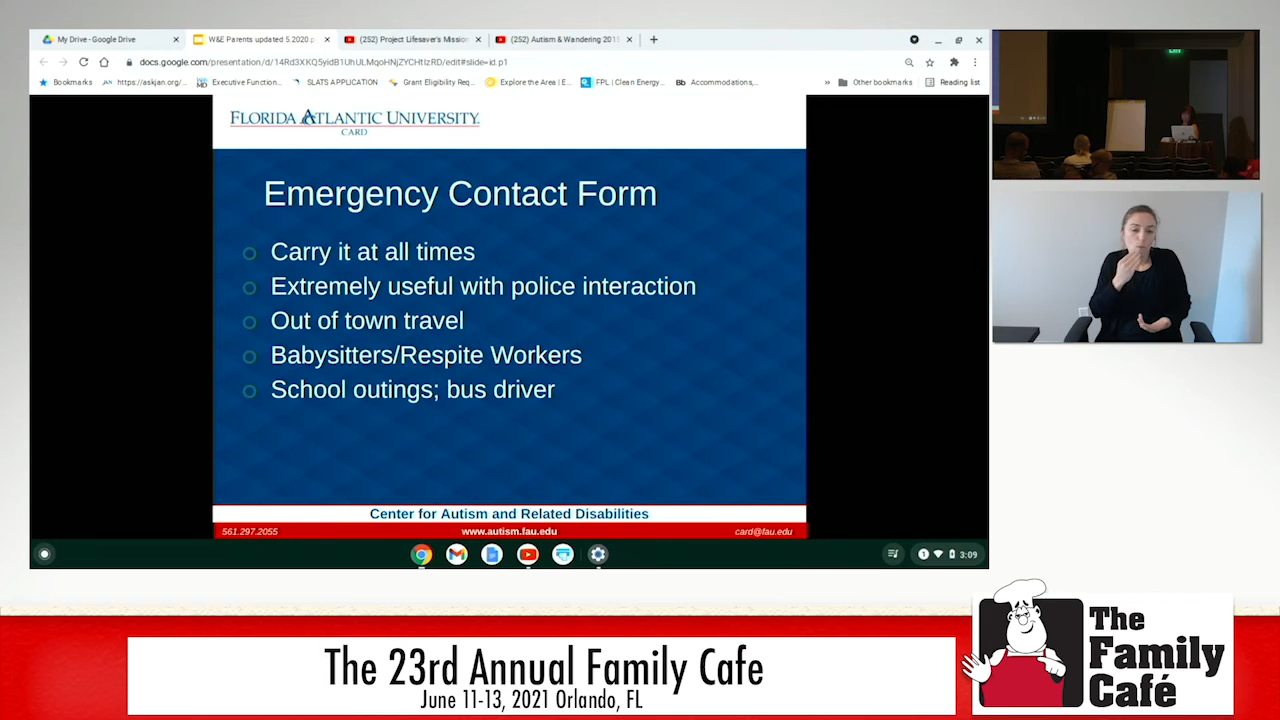 My Drive - Google Drive
W&E Parents updated 5.2020 p
(252) Project Lifesaver's Mission
(252) Autism & Wandering 201
docs.google.com/presentation/d/14Rd3XKQ5yidB1UhULMqoHNjZYCHtIzRD/edit#slide=id.p1
Bookmarks
https://askjan.org/...
Executive Function...
SLATS APPLICATION
Grant Eligibility Req...
Explore the Area | E...
FPL | Clean Energy...
Bb Accommodations,...
Other bookmarks
Reading list
FLORIDA ATLANTIC UNIVERSITY.
CARD
Emergency Contact Form
Carry it at all times
Extremely useful with police interaction
Out of town travel
Babysitters/Respite Workers
School outings; bus driver
Center for Autism and Related Disabilities
561.297.2055
www.autism.fau.edu
card@fau.edu
1
3:09
The 23rd Annual Family Cafe
June 11-13, 2021 Orlando, FL
The
Family
Café